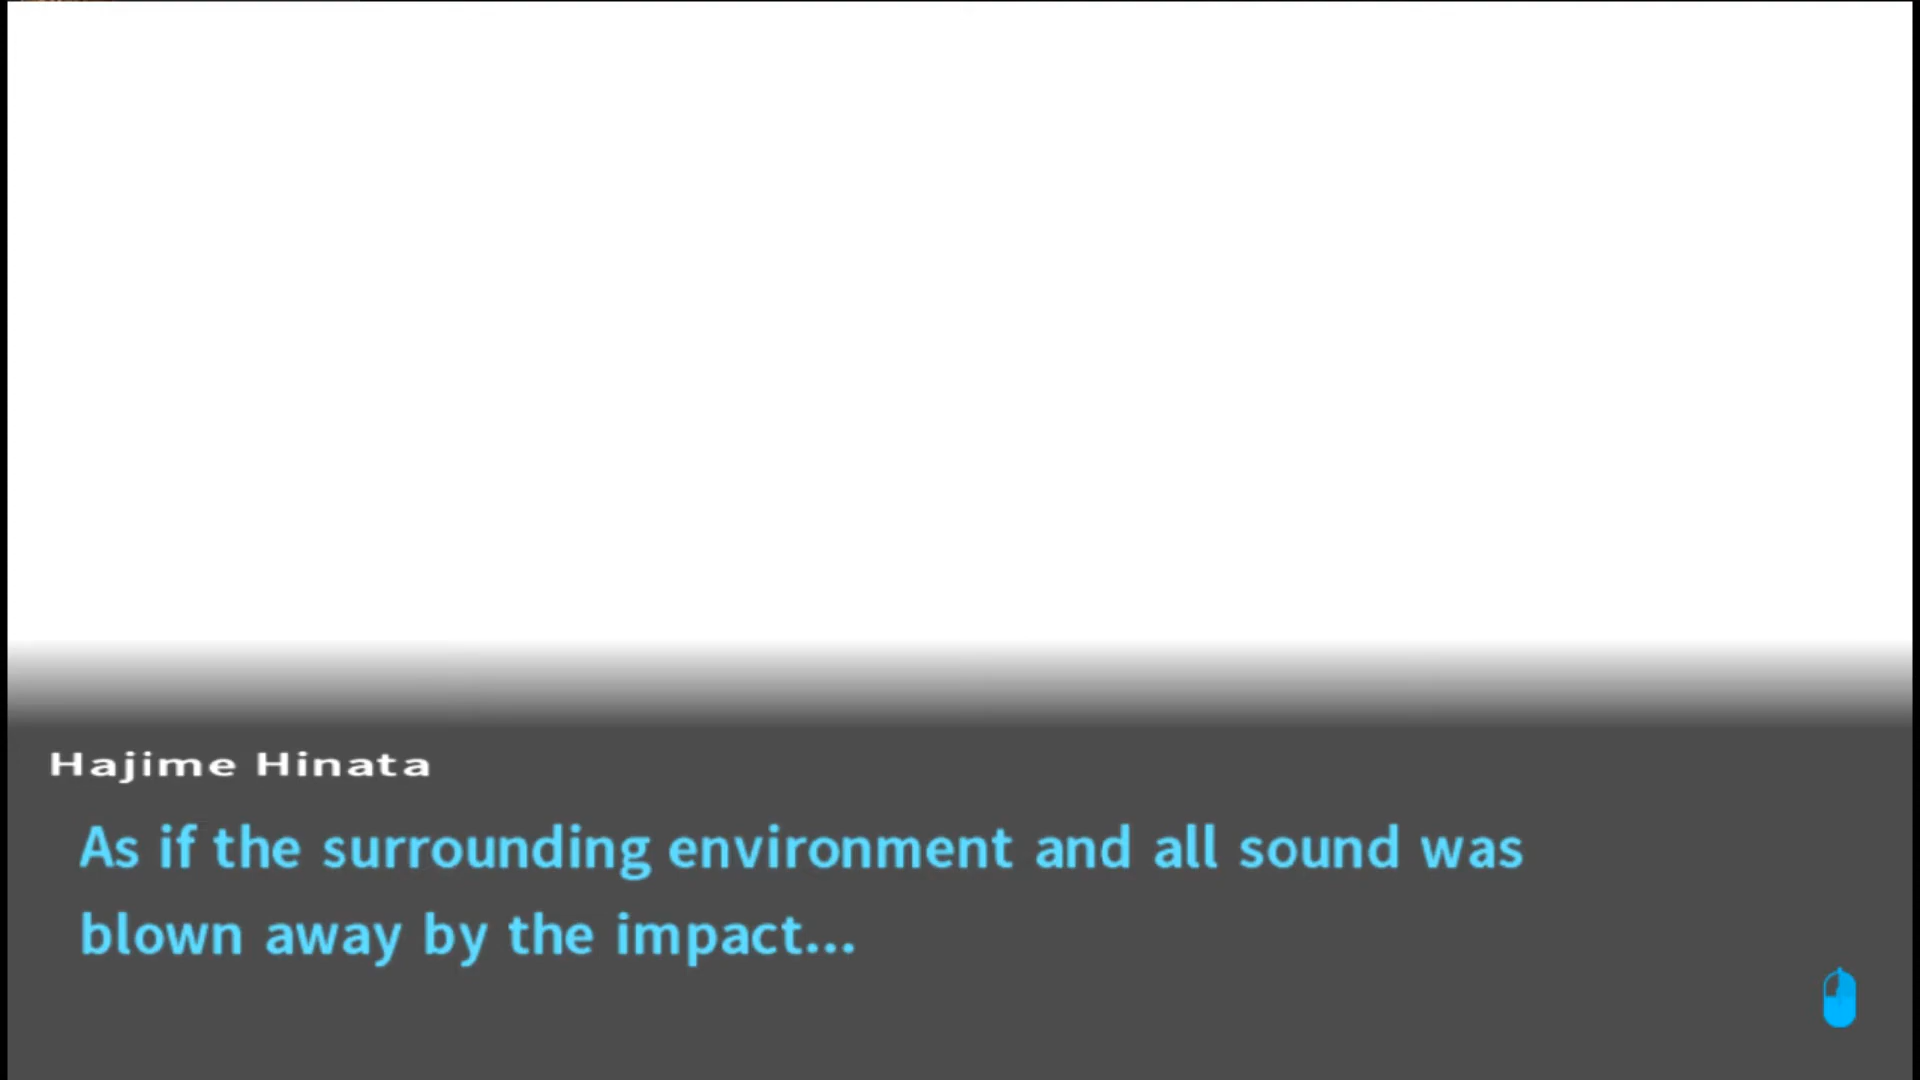 Hajime Hinata
As if the surrounding environment and all sound was
blown away by the impact...